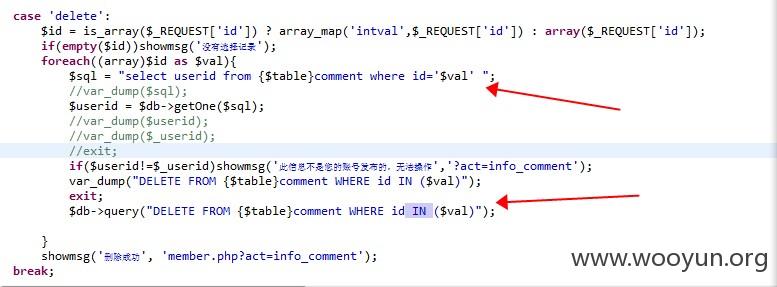 case 'delete':
$id = is_array($_REQUEST['id']) ? array_map('intval',$_REQUEST['id']) : array($_REQUEST['id']);
if(empty($id))showmsg('没有选择记录');
foreach((array)$id as $val){
$sql = "select userid from {$table}comment where id='$val' ";
//var_dump($sql);
$userid = $db->getOne($sql);
//var_dump($userid);
//var_dump($_userid);
//exit;
if($userid!=$_userid)showmsg('此信息不是您的账号发布的，无法操作','?act=info_comment');
var_dump("DELETE FROM {$table}comment WHERE id IN ($val)");
exit;
$db->query("DELETE FROM {$table}comment WHERE id IN ($val)");
}
showmsg('删除成功', 'member.php?act=info_comment');
break;
www.wooyun.org